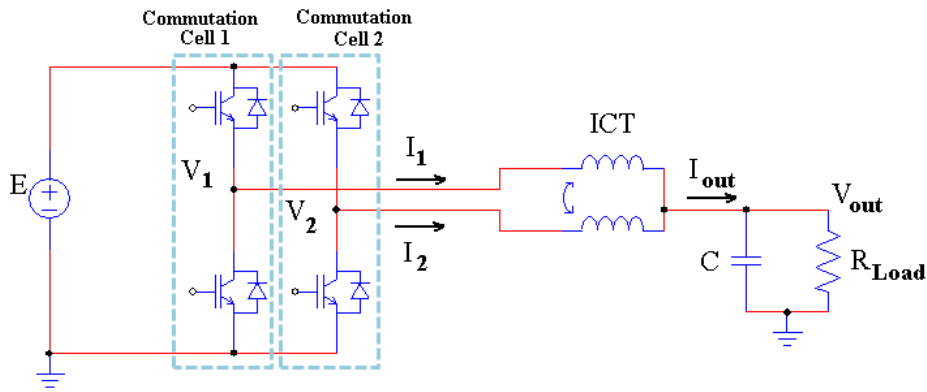 Commutation
Cell 1
Commutation
Cell 2
ICT
I1
Iout
V1
E
V2
Vout
I2
C
RLoad